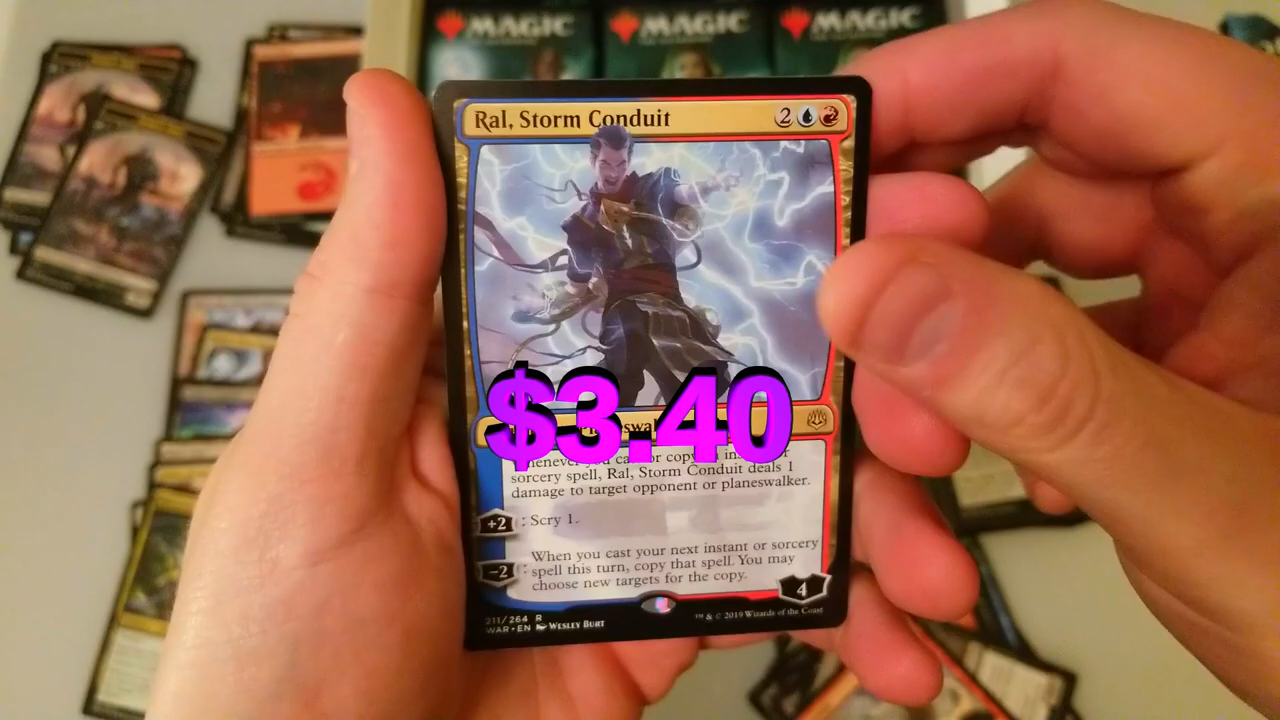 MAGIC MAGIC MAGIC
Ral, Storm Conduit 2
$3.40
sorcery spell, Ral, Storm Conduit deals 1
damage to target opponent or planeswalker.
+2 : Scry 1.
When you cast your next instant or sorcery
-2 : spell this turn, copy that spell. You may
choose new targets for the copy.
4
211/264 R
WAR • EN Wesley Burt
™ & © 2019 Wizards of the Coast